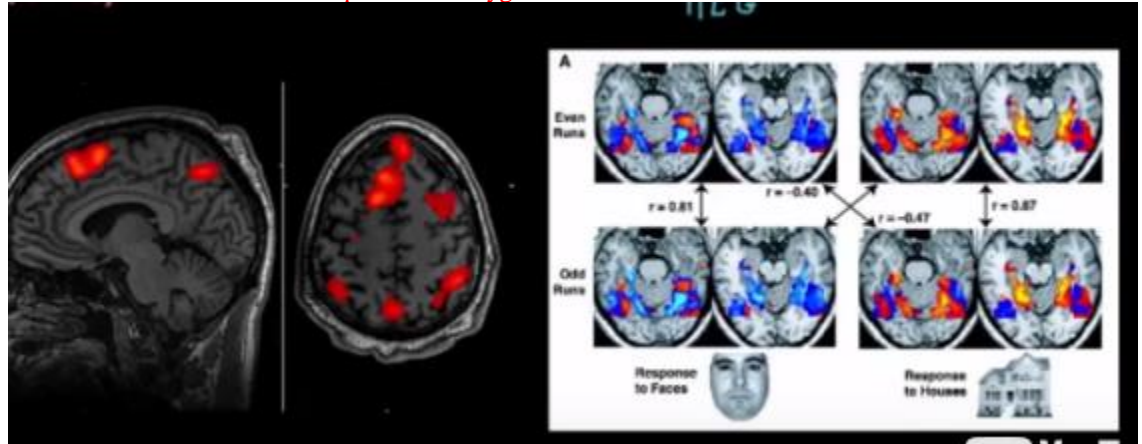 A
Even
Runs
r = 0.81
r = –0.40
r = –0.47
r = 0.87
Odd
Runs
Response
to Faces
Response
to Houses